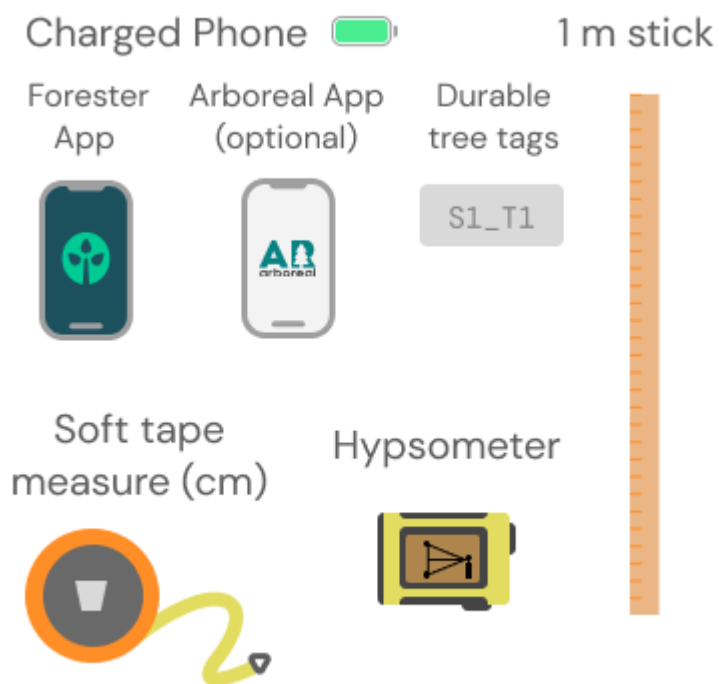 Charged Phone
1 m stick
Forester
App
Arboreal App
(optional)
Durable
tree tags
S1_T1
AR
arboreal
Soft tape
measure (cm)
Hypsometer